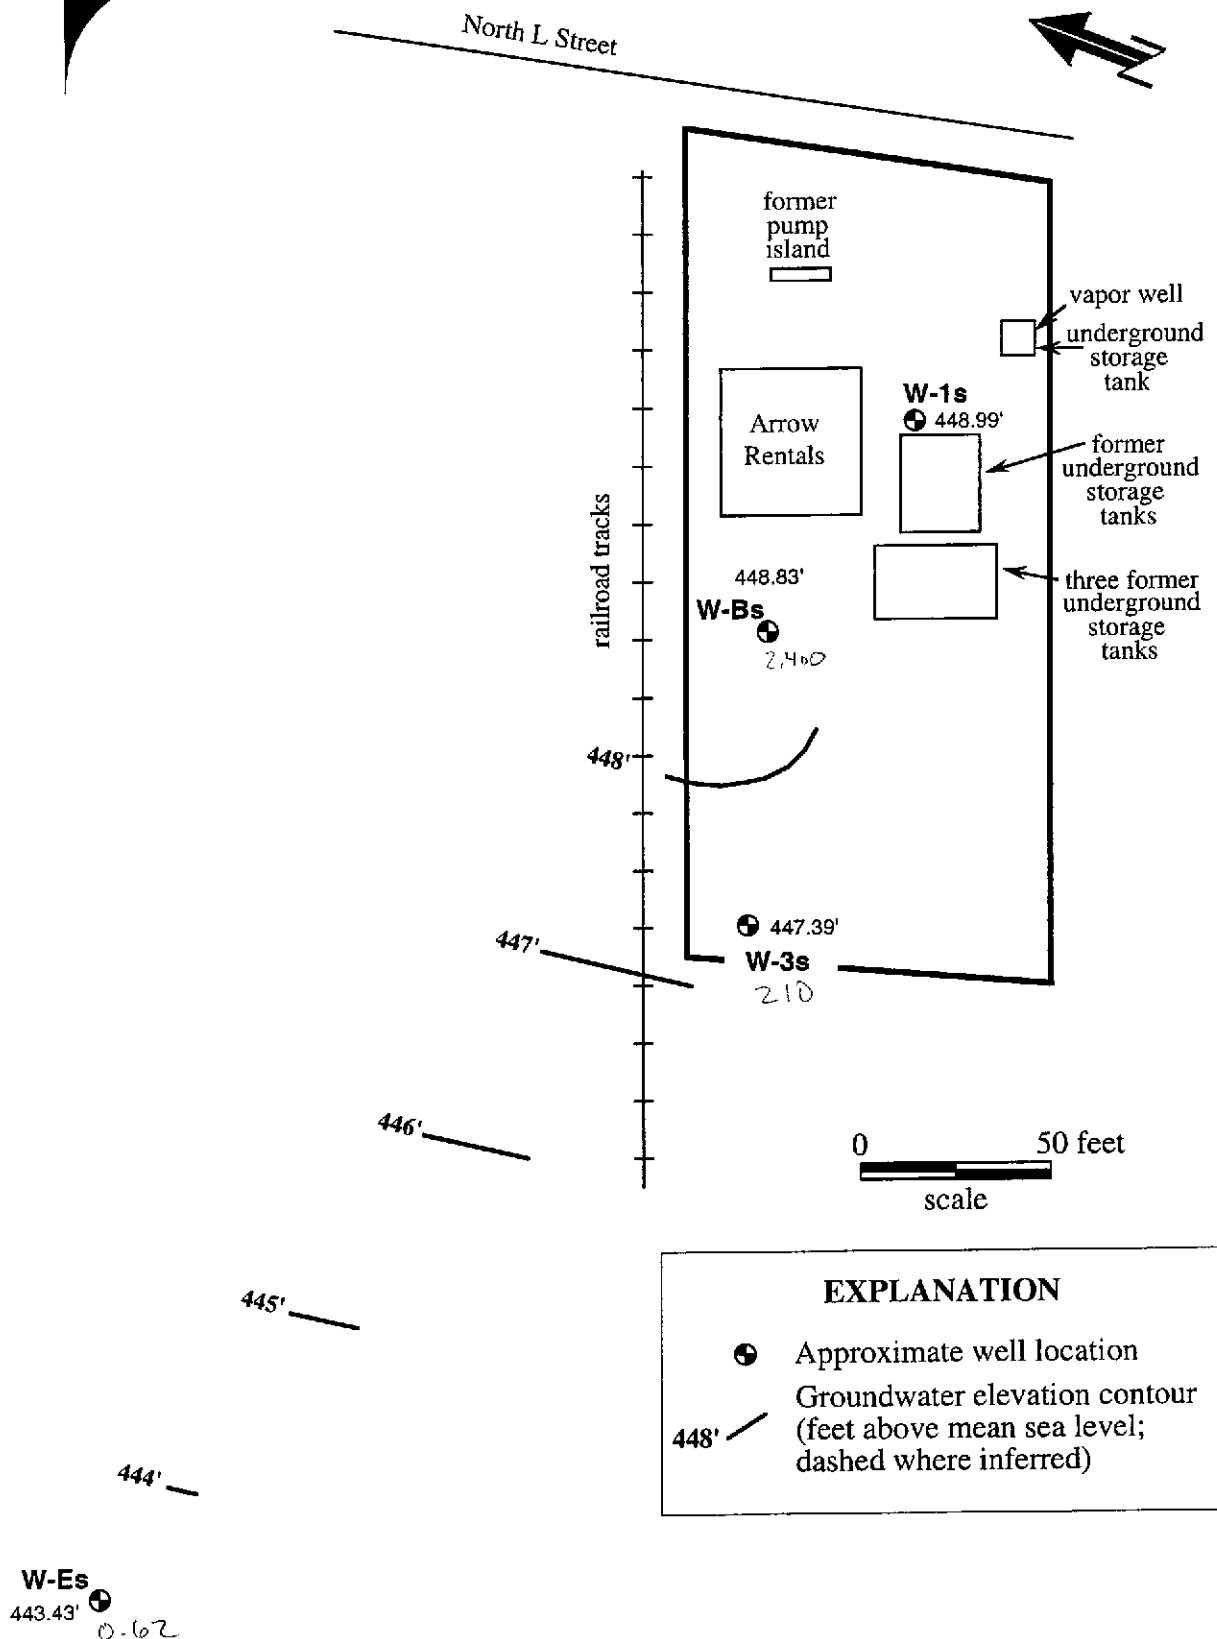 North L Street
N
former
pump
island
vapor well
underground
storage
tank
W-1s
448.99'
Arrow
Rentals
former
underground
storage
tanks
railroad tracks
448.83'
W-Bs
2,400
three former
underground
storage
tanks
448'
447.39'
W-3s
210
447'
446'
0 50 feet
scale
445'
EXPLANATION
Approximate well location
Groundwater elevation contour
448' (feet above mean sea level;
dashed where inferred)
444'
W-Es
443.43'
0.62